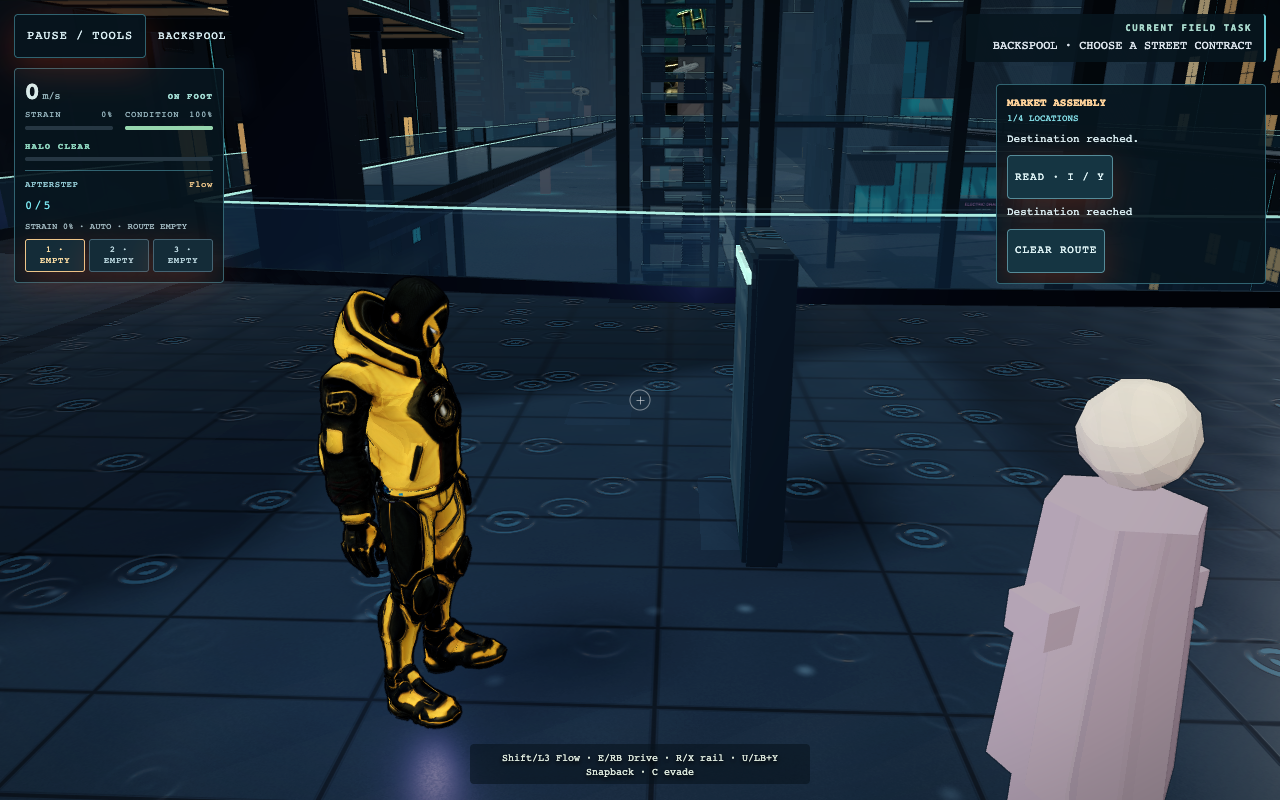 PAUSE / TOOLS
BACKSPOOL
0 m/s
ON FOOT
STRAIN 0%
CONDITION 100%
HALO CLEAR
AFTERSTEP
Flow
0/5
STRAIN 0% · AUTO · ROUTE EMPTY
1 · EMPTY
2 · EMPTY
3 · EMPTY
CURRENT FIELD TASK
BACKSPOOL · CHOOSE A STREET CONTRACT
MARKET ASSEMBLY
1/4 LOCATIONS
Destination reached.
READ · I / Y
Destination reached
CLEAR ROUTE
Shift/L3 Flow · E/RB Drive · R/X rail · U/LB+Y
Snapback · C evade